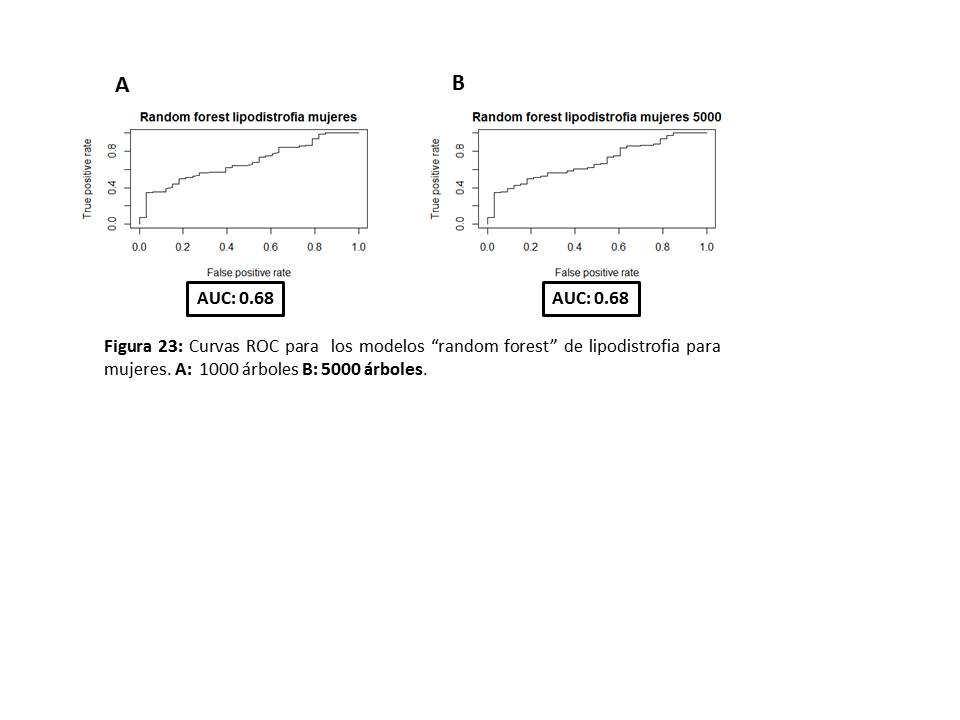 A
B
Random forest lipodistrofia mujeres
Random forest lipodistrofia mujeres 5000
True positive rate
0.0 0.4 0.8
0.0 0.2 0.4 0.6 0.8 1.0
False positive rate
True positive rate
0.0 0.4 0.8
0.0 0.2 0.4 0.6 0.8 1.0
False positive rate
AUC: 0.68
AUC: 0.68
Figura 23: Curvas ROC para los modelos “random forest” de lipodistrofia para
mujeres. A: 1000 árboles B: 5000 árboles.